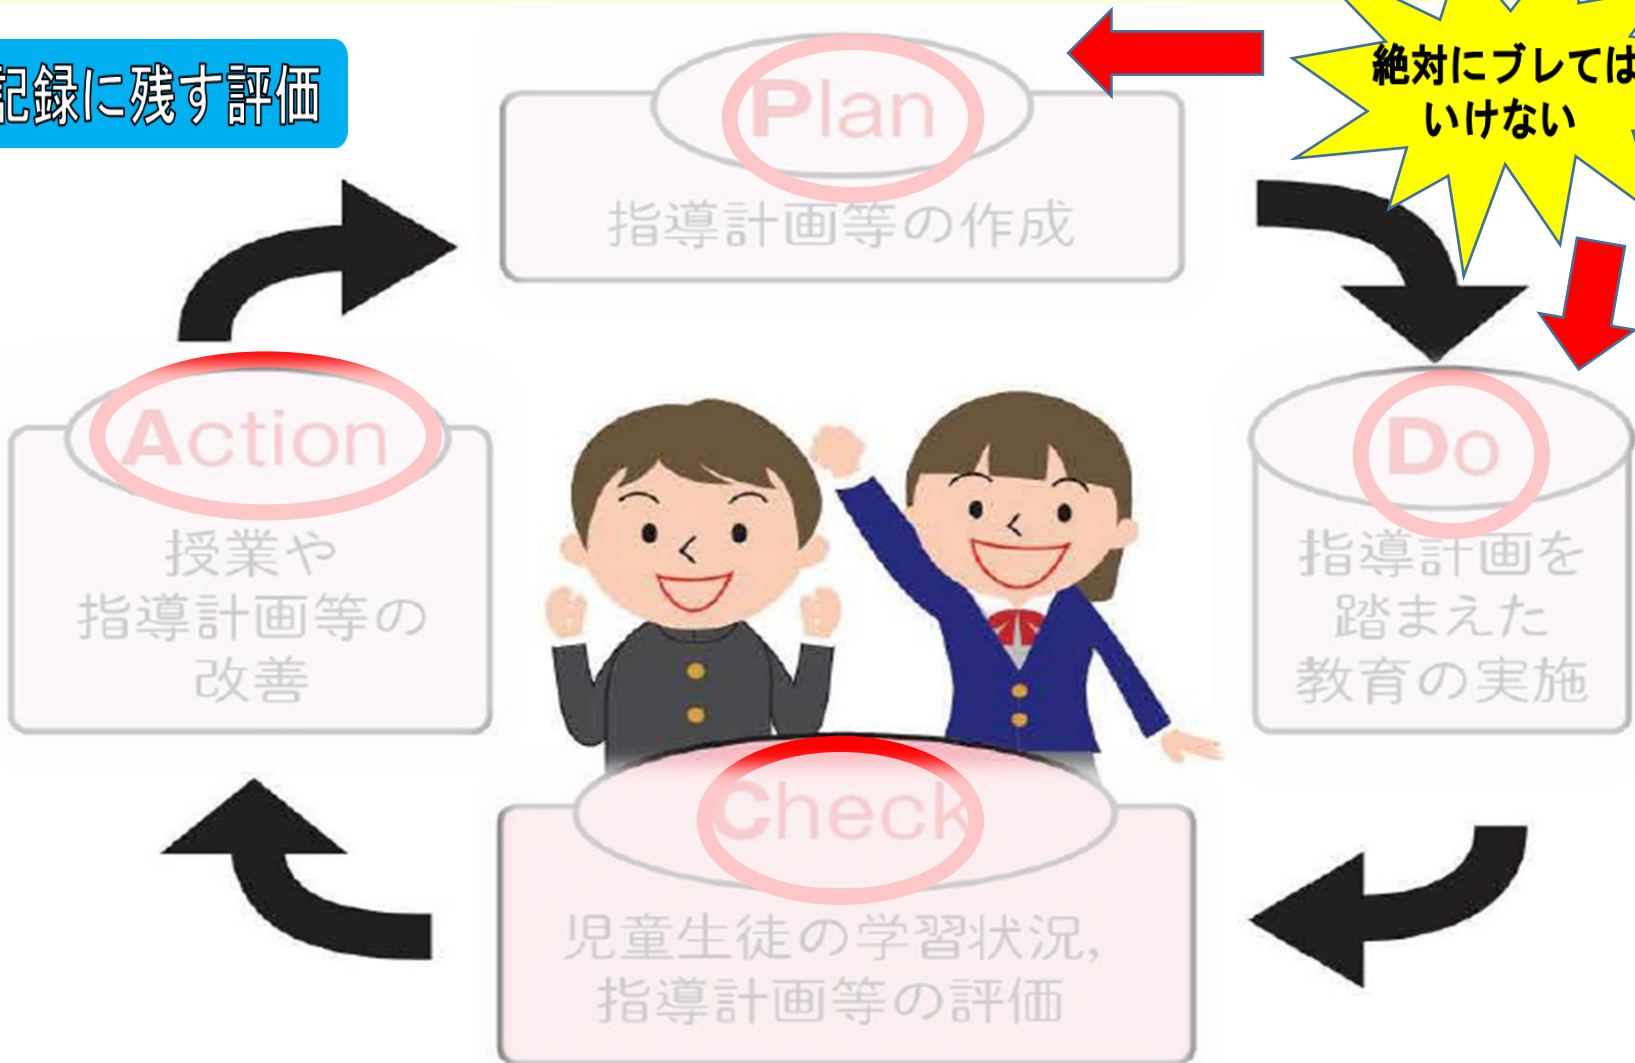 記録に残す評価
絶対にブレては
いけない
Plan
指導計画等の作成
Action
授業や
指導計画等の
改善
Do
指導計画を
踏まえた
教育の実施
Check
児童生徒の学習状況,
指導計画等の評価